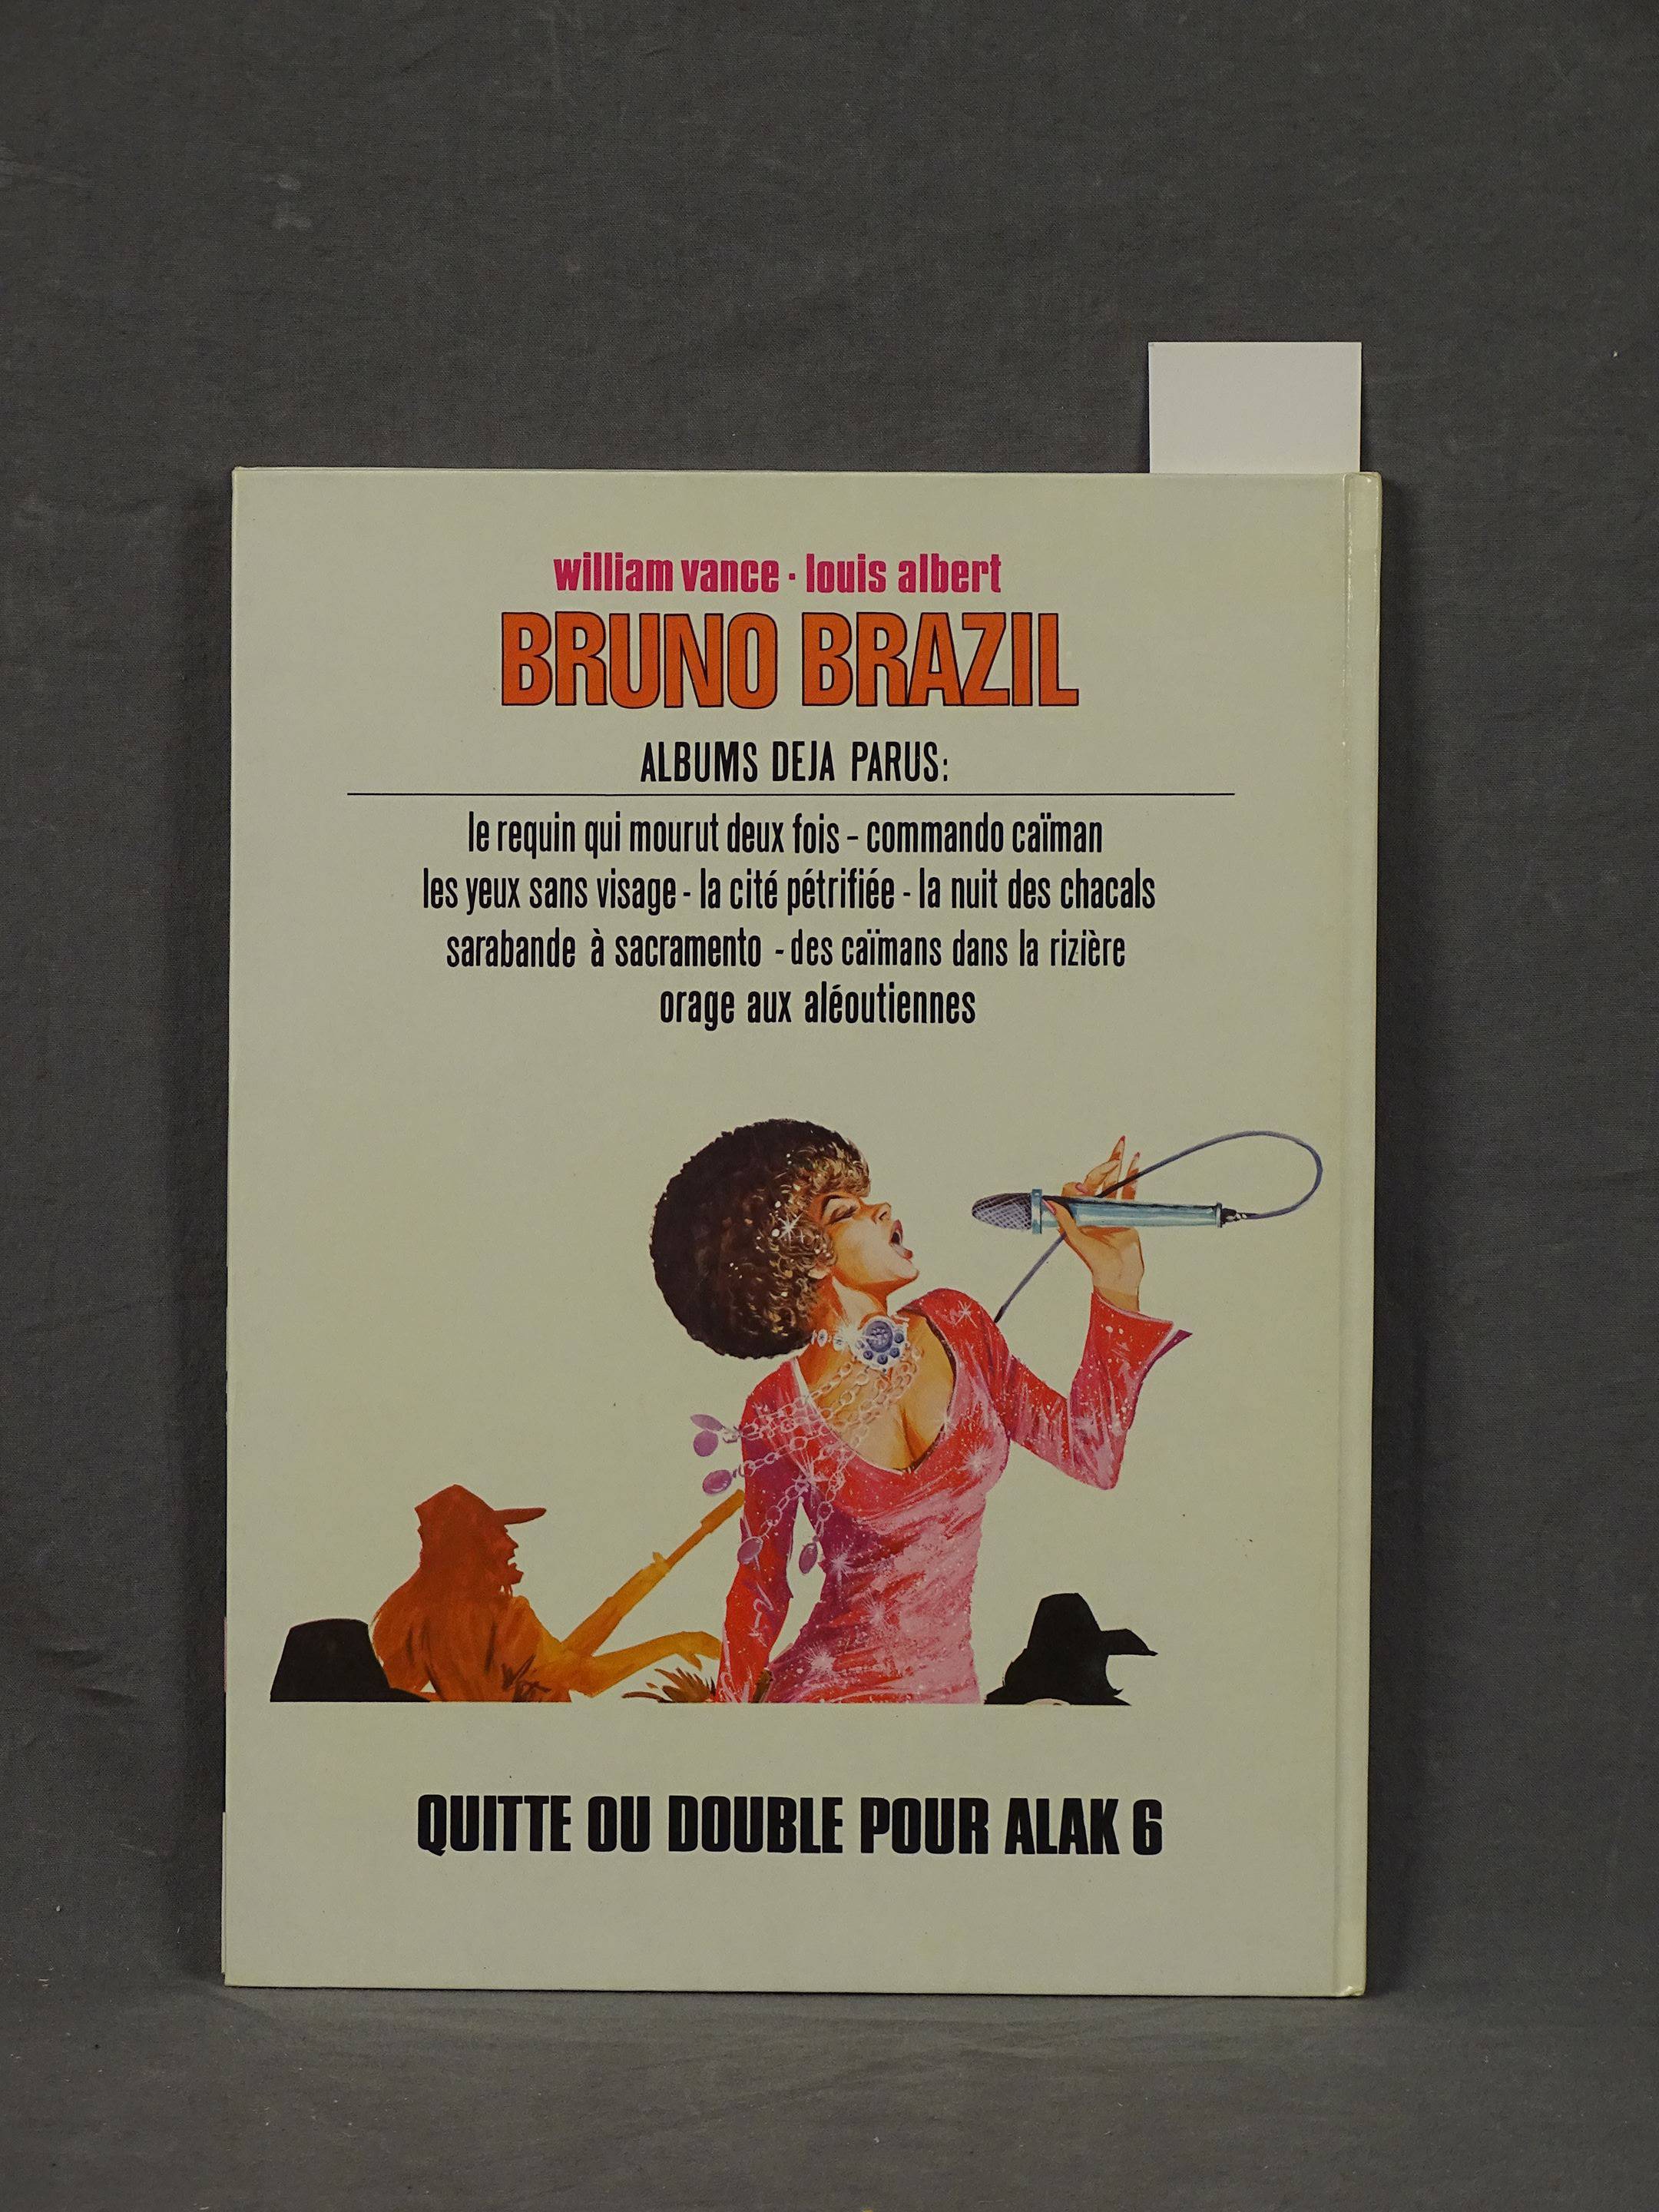 william vance · louis albert
BRUNO BRAZIL
ALBUMS DEJA PARUS:
le requin qui mourut deux fois – commando caïman
les yeux sans visage - la cité pétrifiée - la nuit des chacals
sarabande à sacramento - des caïmans dans la rizière
orage aux aléoutiennes
QUITTE OU DOUBLE POUR ALAK 6